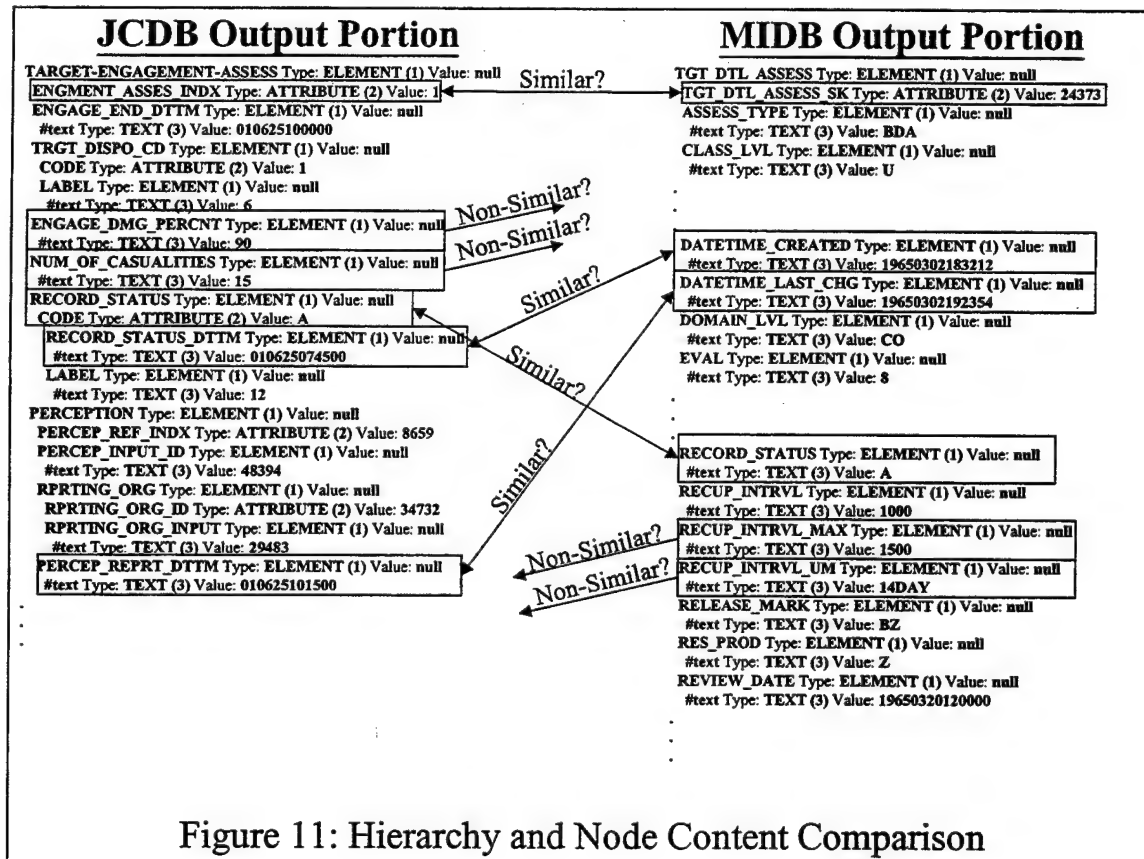 JCDB Output Portion
TARGET-ENGAGEMENT-ASSESS Type: ELEMENT (1) Value: null
ENGMENT_ASSES_INDX Type: ATTRIBUTE (2) Value: 1
ENGAGE_END_DTTM Type: ELEMENT (1) Value: null
#text Type: TEXT (3) Value: 010625100000
TRGT_DISPO_CD Type: ELEMENT (1) Value: null
CODE Type: ATTRIBUTE (2) Value: 1
LABEL Type: ELEMENT (1) Value: null
#text Type: TEXT (3) Value: 6
ENGAGE_DMG_PERCNT Type: ELEMENT (1) Value: null
#text Type: TEXT (3) Value: 90
NUM_OF_CASUALITIES Type: ELEMENT (1) Value: null
#text Type: TEXT (3) Value: 15
RECORD_STATUS Type: ELEMENT (1) Value: null
CODE Type: ATTRIBUTE (2) Value: A
RECORD_STATUS_DTTM Type: ELEMENT (1) Value: null
#text Type: TEXT (3) Value: 010625074500
LABEL Type: ELEMENT (1) Value: null
#text Type: TEXT (3) Value: 12
PERCEPTION Type: ELEMENT (1) Value: null
PERCEP_REF_INDX Type: ATTRIBUTE (2) Value: 8659
PERCEP_INPUT_ID Type: ELEMENT (1) Value: null
#text Type: TEXT (3) Value: 48394
RPRTING_ORG Type: ELEMENT (1) Value: null
RPRTING_ORG_ID Type: ATTRIBUTE (2) Value: 34732
RPRTING_ORG_INPUT Type: ELEMENT (1) Value: null
#text Type: TEXT (3) Value: 29483
PERCEP_REPRT_DTTM Type: ELEMENT (1) Value: null
#text Type: TEXT (3) Value: 010625101500
Similar?
Non-Similar?
Non-Similar?
Similar?
Similar?
Similar?
Non-Similar?
Non-Similar?
MIDB Output Portion
TGT_DTL_ASSESS Type: ELEMENT (1) Value: null
TGT_DTL_ASSESS_SK Type: ATTRIBUTE (2) Value: 24373
ASSESS_TYPE Type: ELEMENT (1) Value: null
#text Type: TEXT (3) Value: BDA
CLASS_LVL Type: ELEMENT (1) Value: null
#text Type: TEXT (3) Value: U
DATETIME_CREATED Type: ELEMENT (1) Value: null
#text Type: TEXT (3) Value: 19650302183212
DATETIME_LAST_CHG Type: ELEMENT (1) Value: null
#text Type: TEXT (3) Value: 19650302192354
DOMAIN_LVL Type: ELEMENT (1) Value: null
#text Type: TEXT (3) Value: CO
EVAL Type: ELEMENT (1) Value: null
#text Type: TEXT (3) Value: 8
RECORD_STATUS Type: ELEMENT (1) Value: null
#text Type: TEXT (3) Value: A
RECUP_INTRVL Type: ELEMENT (1) Value: null
#text Type: TEXT (3) Value: 1000
RECUP_INTRVL_MAX Type: ELEMENT (1) Value: null
#text Type: TEXT (3) Value: 1500
RECUP_INTRVL_UM Type: ELEMENT (1) Value: null
#text Type: TEXT (3) Value: 14DAY
RELEASE_MARK Type: ELEMENT (1) Value: null
#text Type: TEXT (3) Value: BZ
RES_PROD Type: ELEMENT (1) Value: null
#text Type: TEXT (3) Value: Z
REVIEW_DATE Type: ELEMENT (1) Value: null
#text Type: TEXT (3) Value: 19650320120000
Figure 11: Hierarchy and Node Content Comparison